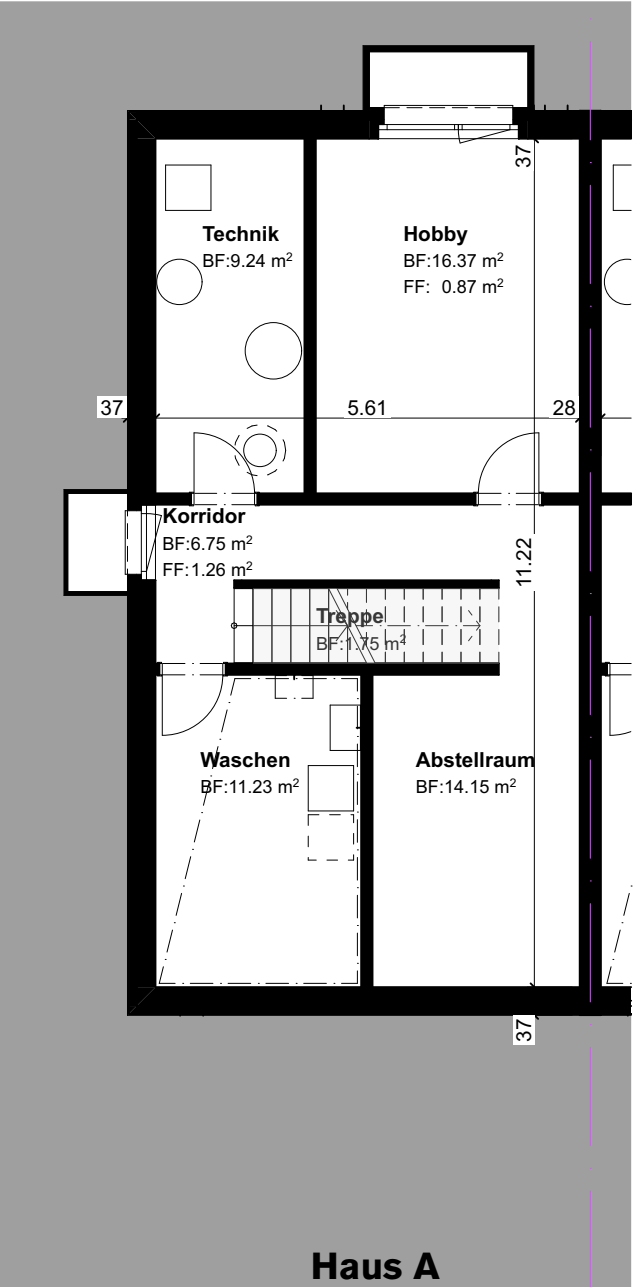 37
Technik
BF:9.24 m²
Hobby
BF:16.37 m²
FF: 0.87 m²
37
5.61
28
Korridor
BF:6.75 m²
FF:1.26 m²
11.22
Treppe
BF:1.75 m²
Waschen
BF:11.23 m²
Abstellraum
BF:14.15 m²
37
Haus A